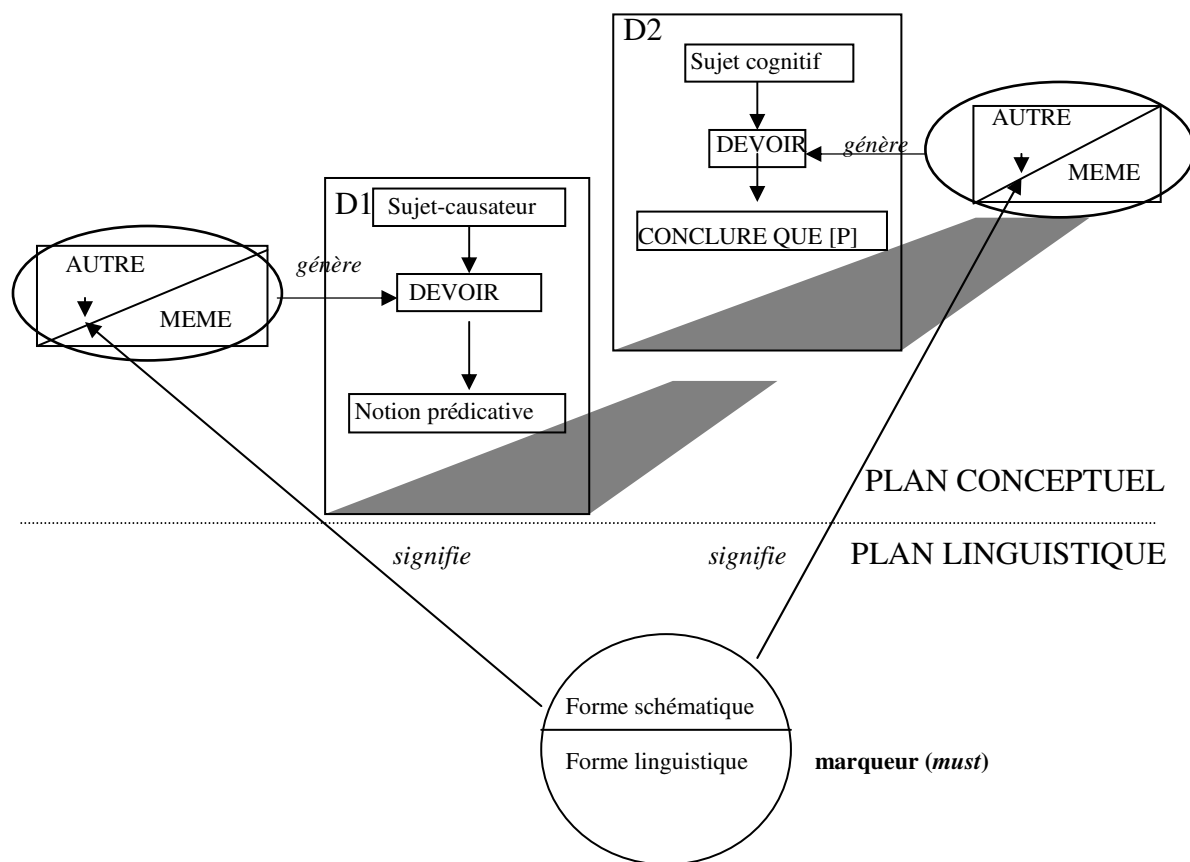 D2
Sujet cognitif
AUTRE
DEVOIR
génère
MEME
D1
Sujet-causateur
CONCLURE QUE [P]
AUTRE
génère
DEVOIR
MEME
Notion prédicative
PLAN CONCEPTUEL
signifie
signifie
PLAN LINGUISTIQUE
Forme schématique
Forme linguistique
marqueur (must)